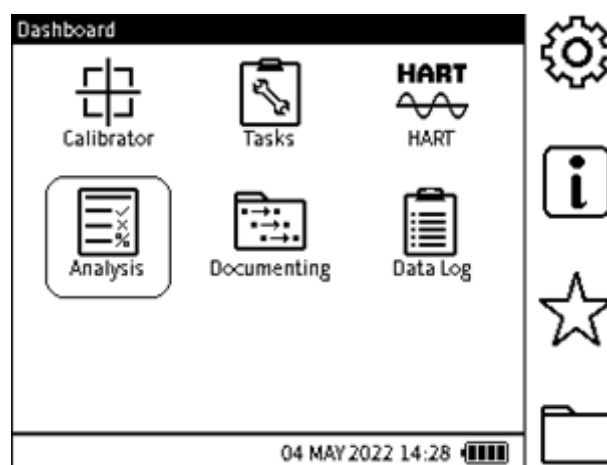 Dashboard
HART
Calibrator Tasks HART
Analysis Documenting Data Log
04 MAY 2022 14:28